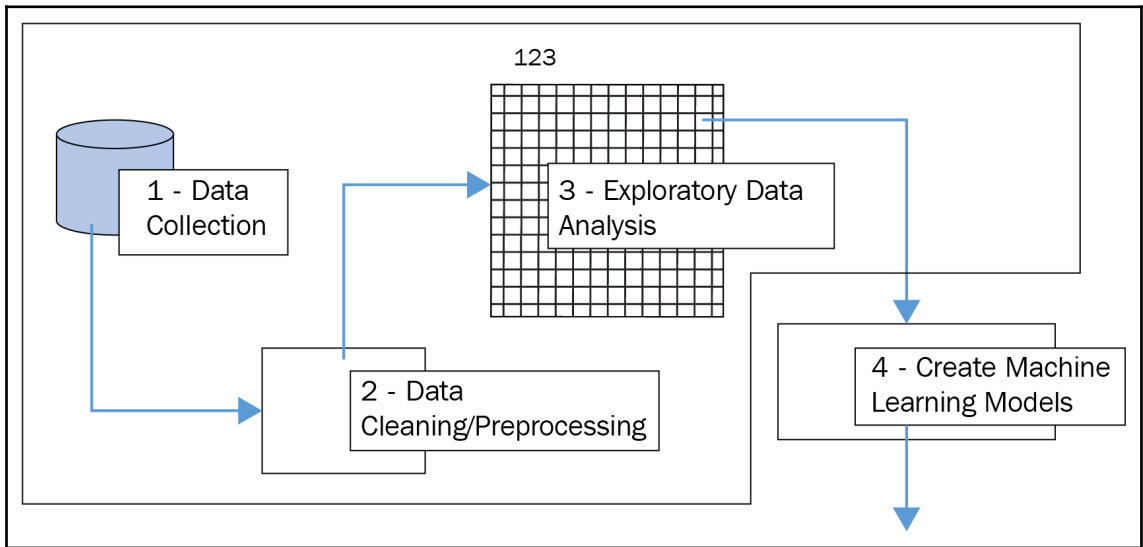 123
1 - Data
Collection
3 - Exploratory Data
Analysis
2 - Data
Cleaning/Preprocessing
4 - Create Machine
Learning Models